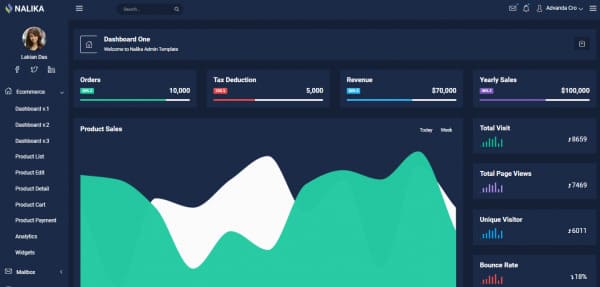 NALIKA
Search...
Advanda Cro
Lakian Das
Ecommerce
Dashboard v.1
Dashboard v.2
Dashboard v.3
Product List
Product Edit
Product Detail
Product Cart
Product Payment
Analytics
Widgets
Mailbox
Dashboard One
Welcome to Nalika Admin Template
Orders
10,000
Tax Deduction
5,000
Revenue
$70,000
Yearly Sales
$100,000
Product Sales
Today
Week
Total Visit
8659
Total Page Views
7469
Unique Visitor
6011
Bounce Rate
18%